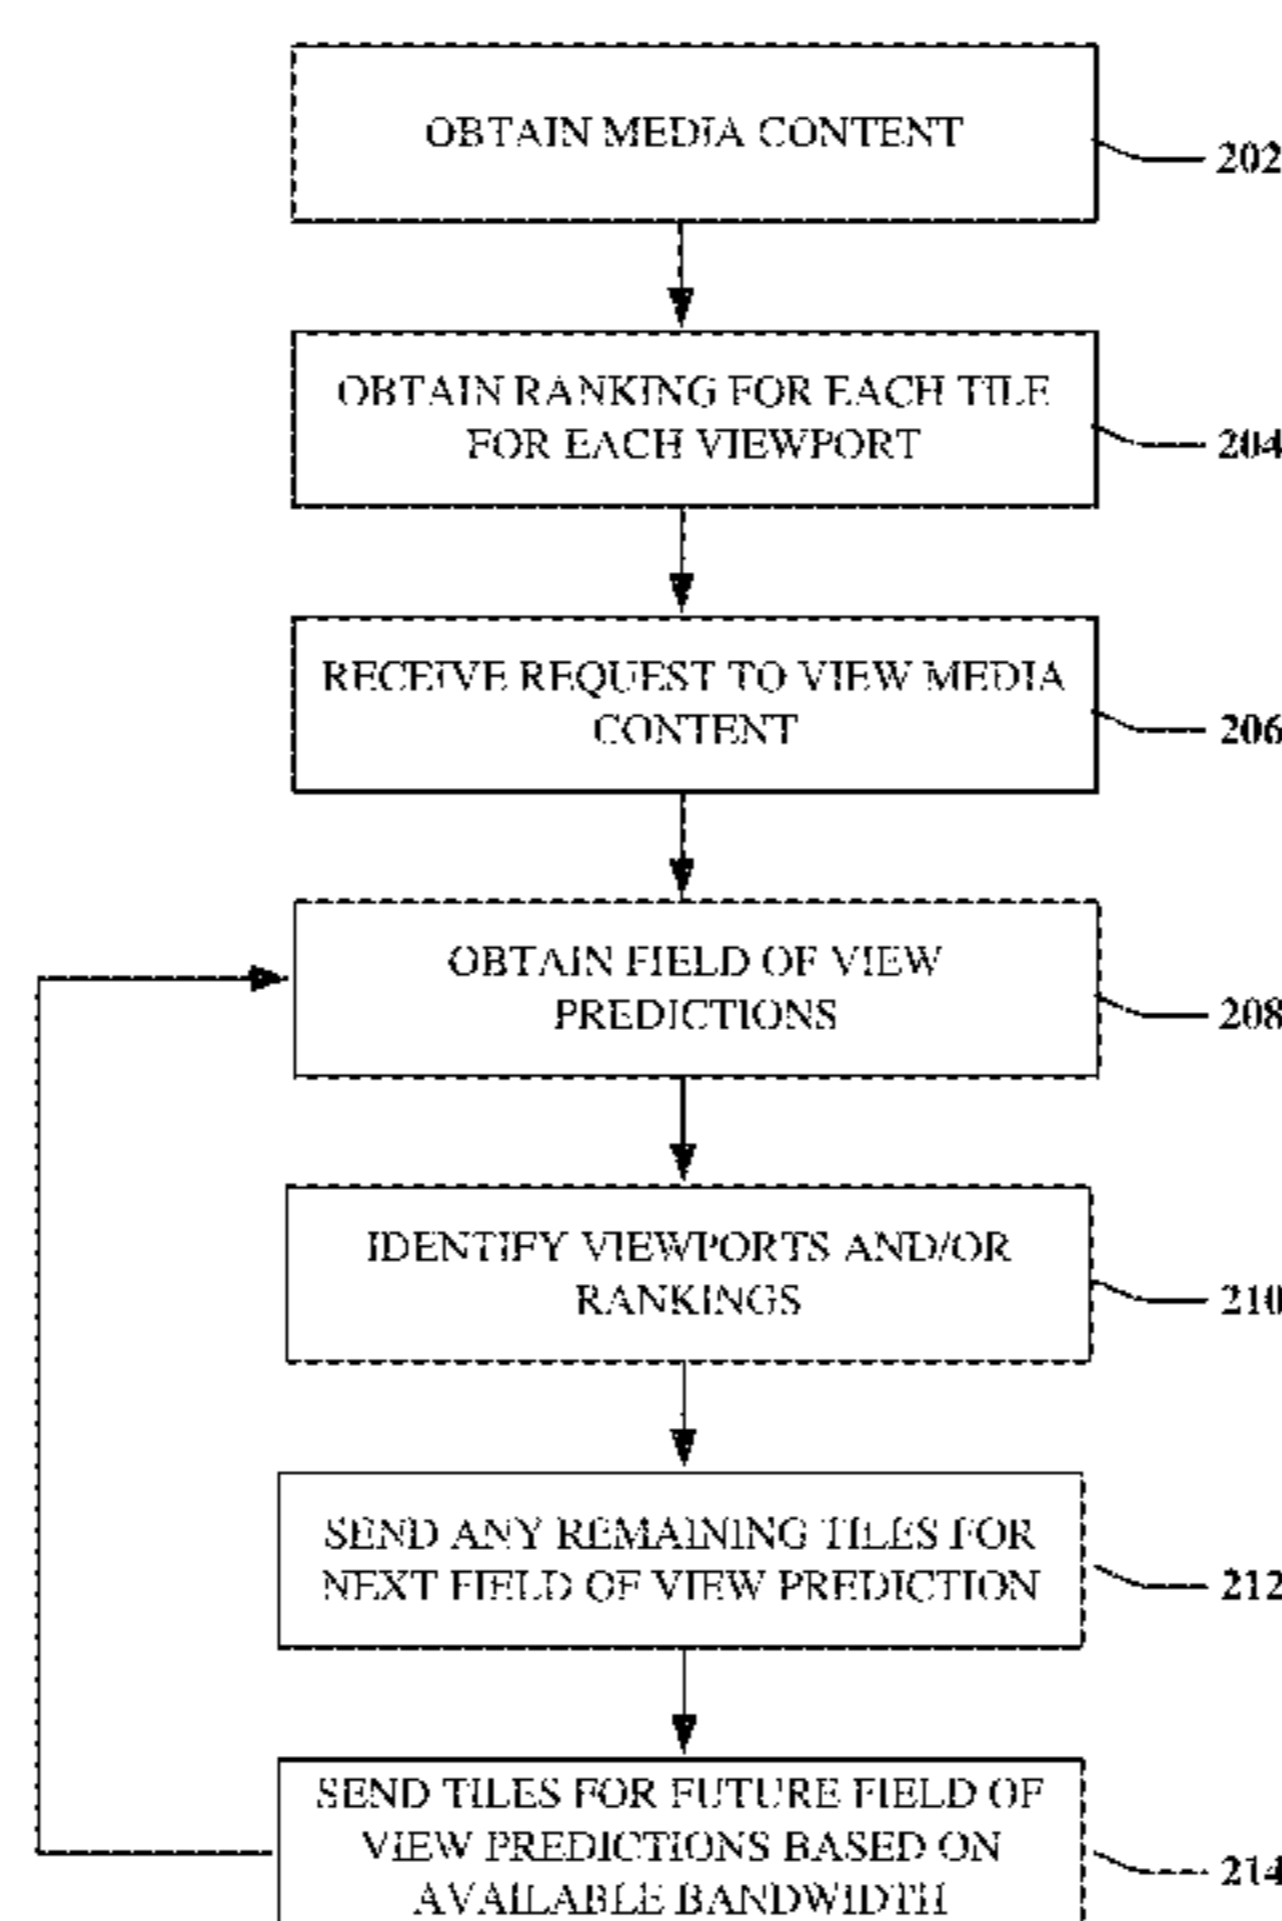 OBTAIN MEDIA CONTENT
202
OBTAIN RANKING FOR EACH TILE
FOR EACH VIEWPORT
204
RECEIVE REQUEST TO VIEW MEDIA
CONTENT
206
OBTAIN FIELD OF VIEW
PREDICTIONS
208
IDENTIFY VIEWPORTS AND/OR
RANKINGS
210
SEND ANY REMAINING TILES FOR
NEXT FIELD OF VIEW PREDICTION
212
SEND TILES FOR FUTURE FIELD OF
VIEW PREDICTIONS BASED ON
AVAILABLE BANDWIDTH
214